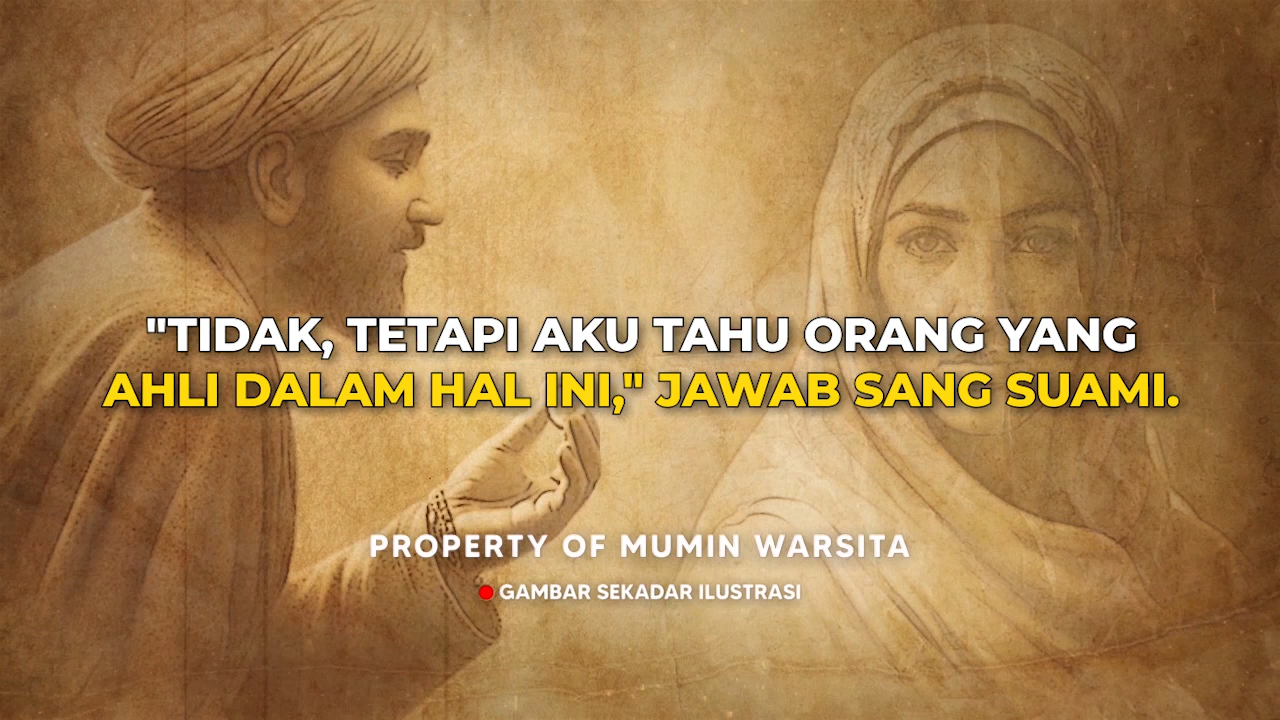 "TIDAK, TETAPI AKU TAHU ORANG YANG
AHLI DALAM HAL INI," JAWAB SANG SUAMI.
PROPERTY OF MUMIN WARSITA
GAMBAR SEKADAR ILUSTRASI